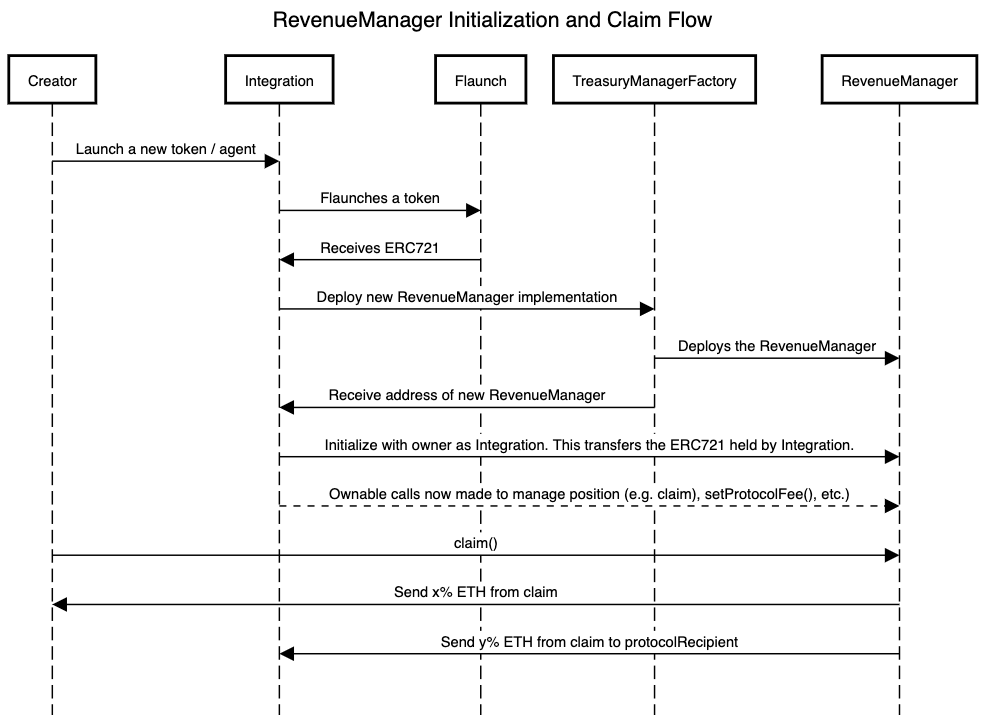 RevenueManager Initialization and Claim Flow
Creator
Integration
Flaunch
TreasuryManagerFactory
RevenueManager
Launch a new token / agent
Flaunches a token
Receives ERC721
Deploy new RevenueManager implementation
Deploys the RevenueManager
Receive address of new RevenueManager
Initialize with owner as Integration. This transfers the ERC721 held by Integration.
Ownable calls now made to manage position (e.g. claim), setProtocolFee(), etc.)
claim()
Send x% ETH from claim
Send y% ETH from claim to protocolRecipient